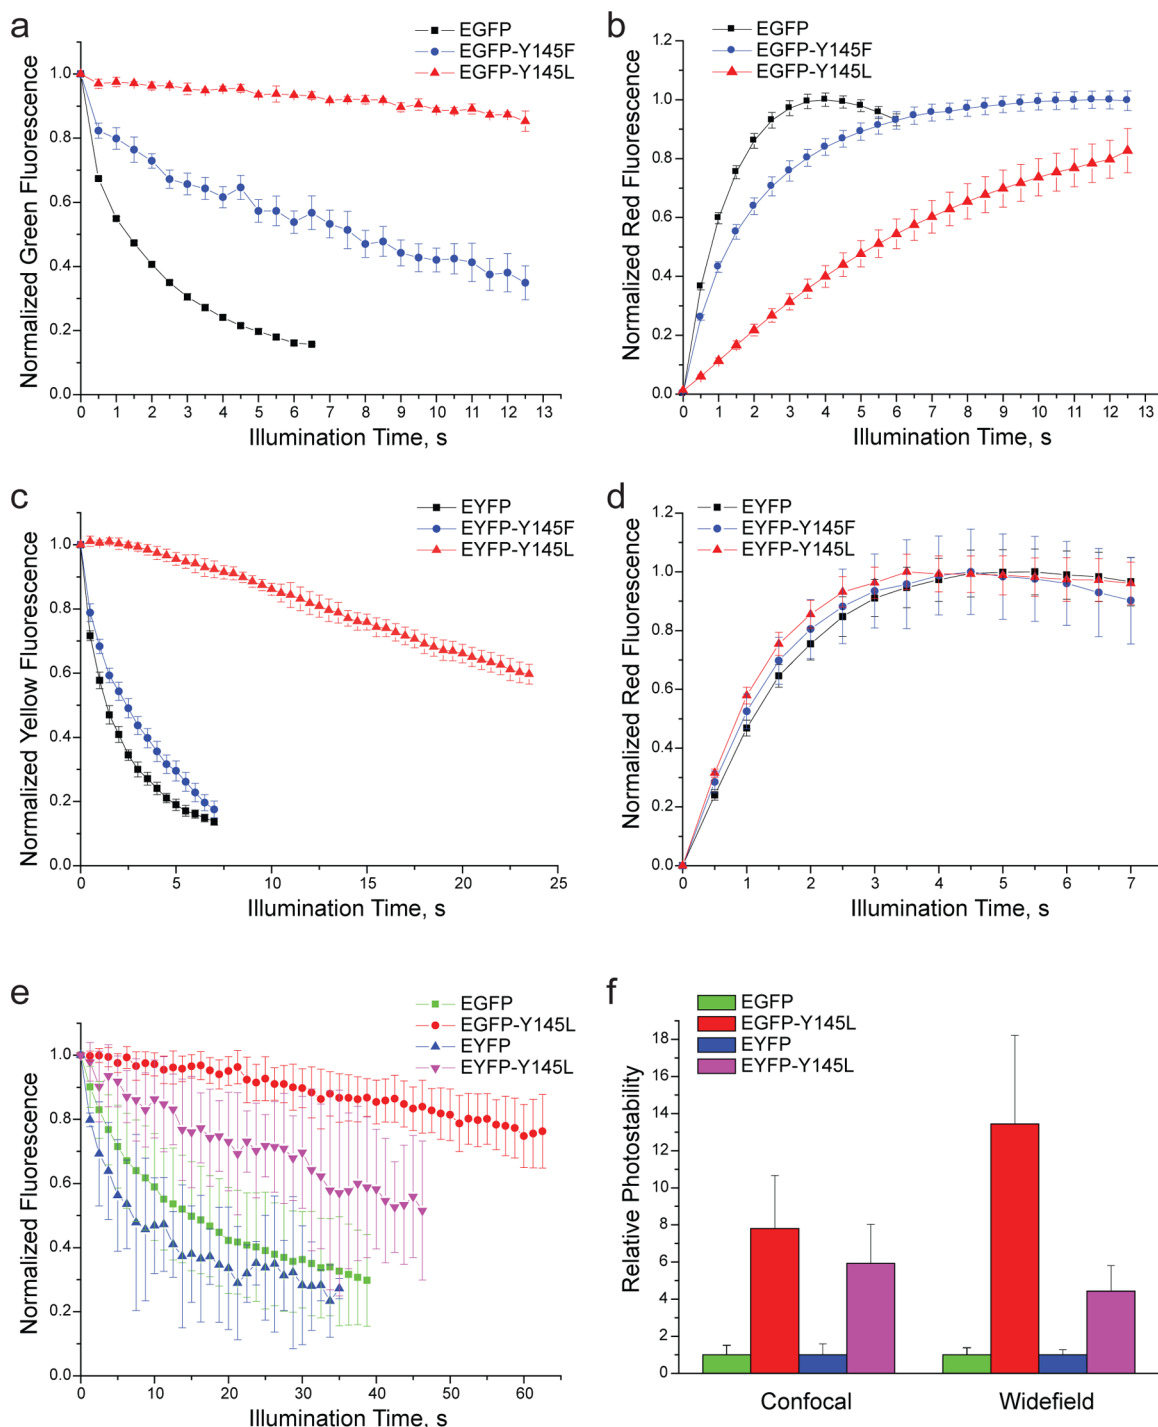 a
EGFP
EGFP-Y145F
EGFP-Y145L
Normalized Green Fluorescence
1.0
0.8
0.6
0.4
0.2
0.0
0 1 2 3 4 5 6 7 8 9 10 11 12 13
Illumination Time, s
b
EGFP
EGFP-Y145F
EGFP-Y145L
Normalized Red Fluorescence
1.2
1.0
0.8
0.6
0.4
0.2
0.0
0 1 2 3 4 5 6 7 8 9 10 11 12 13
Illumination Time, s
c
EYFP
EYFP-Y145F
EYFP-Y145L
Normalized Yellow Fluorescence
1.0
0.8
0.6
0.4
0.2
0.0
0 5 10 15 20 25
Illumination Time, s
d
EYFP
EYFP-Y145F
EYFP-Y145L
Normalized Red Fluorescence
1.2
1.0
0.8
0.6
0.4
0.2
0.0
0 1 2 3 4 5 6 7
Illumination Time, s
e
EGFP
EGFP-Y145L
EYFP
EYFP-Y145L
Normalized Fluorescence
1.0
0.8
0.6
0.4
0.2
0.0
0 10 20 30 40 50 60
Illumination Time, s
f
EGFP
EGFP-Y145L
EYFP
EYFP-Y145L
Relative Photostability
18
16
14
12
10
8
6
4
2
0
Confocal Widefield